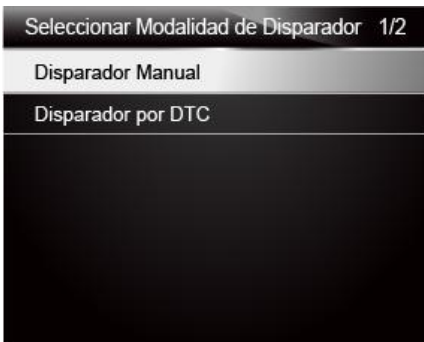 Seleccionar Modalidad de Disparador 1/2
Disparador Manual
Disparador por DTC